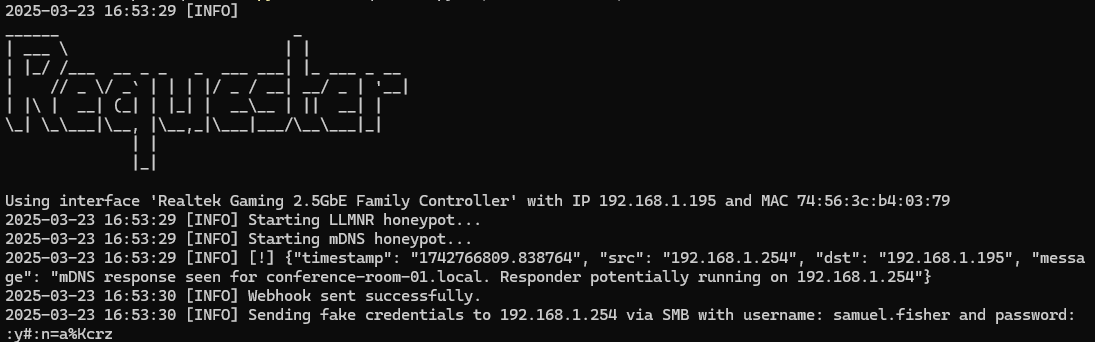 2025-03-23 16:53:29 [INFO]
Requester
Using interface 'Realtek Gaming 2.5GbE Family Controller' with IP 192.168.1.195 and MAC 74:56:3c:b4:03:79
2025-03-23 16:53:29 [INFO] Starting LLMNR honeypot...
2025-03-23 16:53:29 [INFO] Starting mDNS honeypot...
2025-03-23 16:53:29 [INFO] [!] {"timestamp": "1742766809.838764", "src": "192.168.1.254", "dst": "192.168.1.195", "messa
ge": "mDNS response seen for conference-room-01.local. Responder potentially running on 192.168.1.254"}
2025-03-23 16:53:30 [INFO] Webhook sent successfully.
2025-03-23 16:53:30 [INFO] Sending fake credentials to 192.168.1.254 via SMB with username: samuel.fisher and password:
:y#:n=a%Kcrz